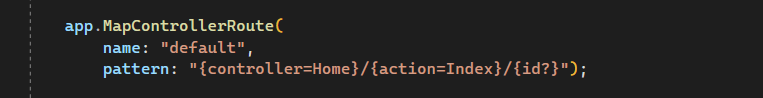 app.MapControllerRoute(
name: "default",
pattern: "{controller=Home}/{action=Index}/{id?}");